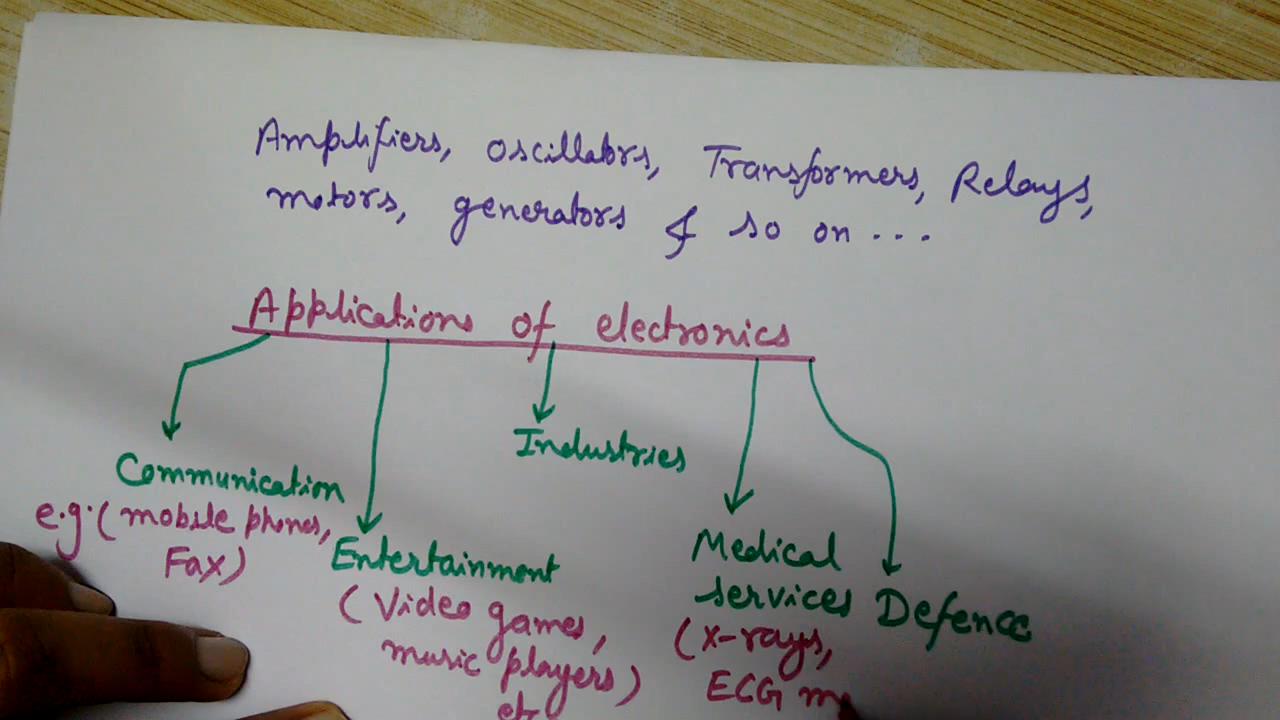 Amplifiers, oscillators, Transformers, Relays,
motors, generators & so on ...
Applications of electronics
Industries
Communication
e.g. (mobile phones,
Fax)
Entertainment
(Video games,
music players)
etc
Medical
services
(x-rays,
ECG m
Defence